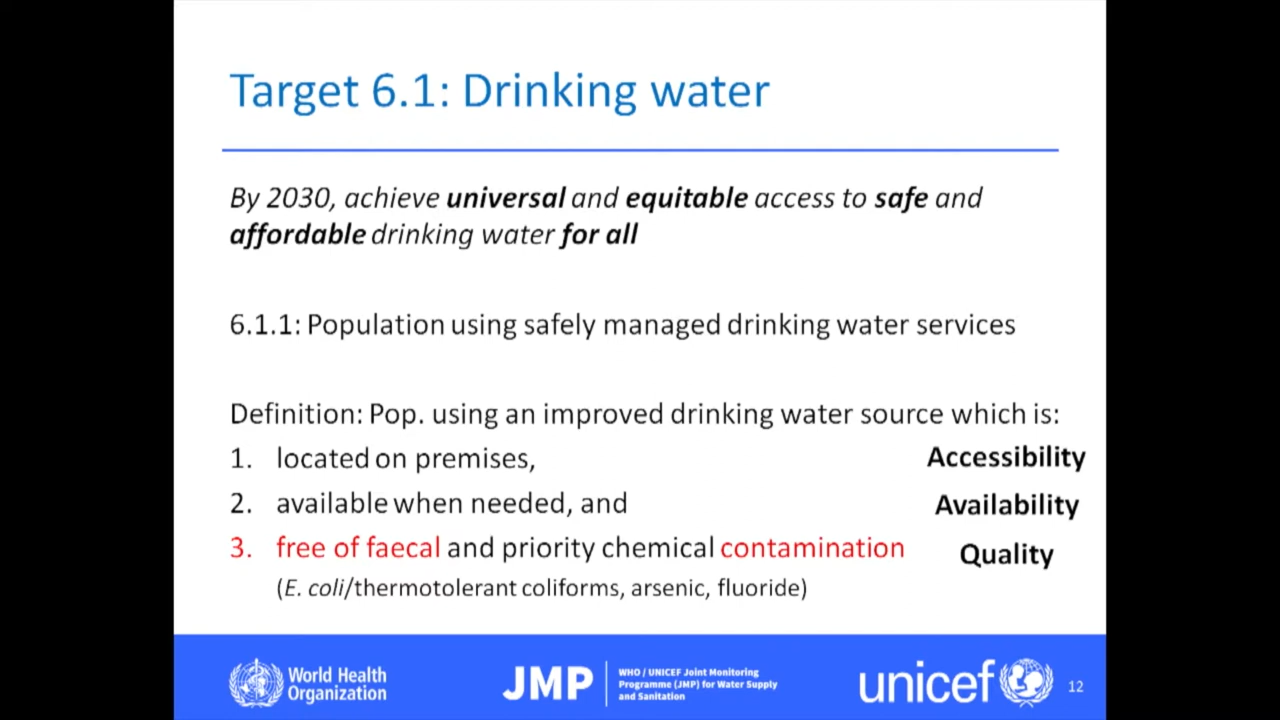 Target 6.1: Drinking water
By 2030, achieve universal and equitable access to safe and
affordable drinking water for all
6.1.1: Population using safely managed drinking water services
Definition: Pop. using an improved drinking water source which is:
1. located on premises, Accessibility
2. available when needed, and Availability
3. free of faecal and priority chemical contamination Quality
(E. coli/thermotolerant coliforms, arsenic, fluoride)
World Health
Organization
JMP
WHO / UNICEF Joint Monitoring
Programme (JMP) for Water Supply
and Sanitation
unicef
12